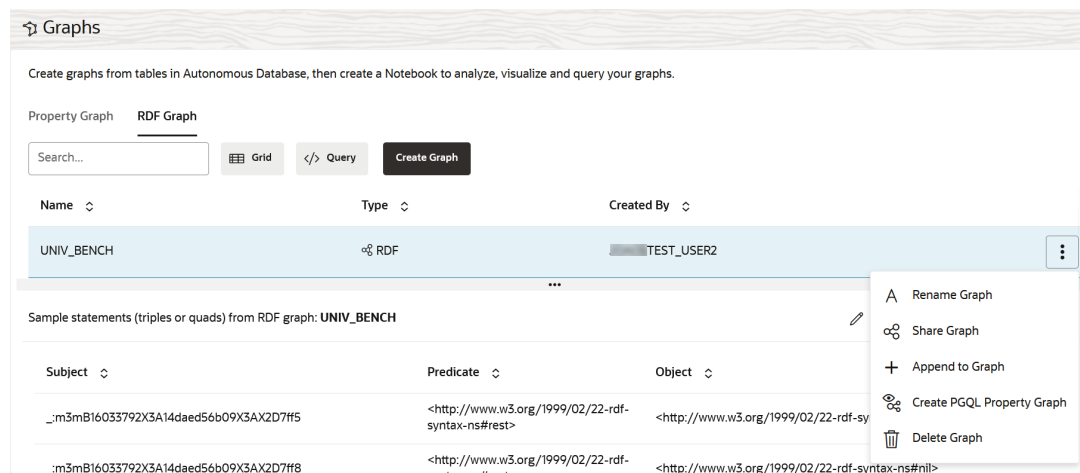 Graphs
Create graphs from tables in Autonomous Database, then create a Notebook to analyze, visualize and query your graphs.
Property Graph RDF Graph
Search... Grid </> Query Create Graph
Name Type Created By
UNIV_BENCH RDF TEST_USER2
Rename Graph
Sample statements (triples or quads) from RDF graph: UNIV_BENCH
Share Graph
Append to Graph
Subject Predicate Object
Create PGQL Property Graph
_:m3mB16033792X3A14daed56b09X3AX2D7ff5 <http://www.w3.org/1999/02/22-rdf-
syntax-ns#rest> <http://www.w3.org/1999/02/22-rdf-sy
Delete Graph
_:m3mB16033792X3A14daed56b09X3AX2D7ff8 <http://www.w3.org/1999/02/22-rdf-
<http://www.w3.org/1999/02/22-rdf-syntax-ns#nil>